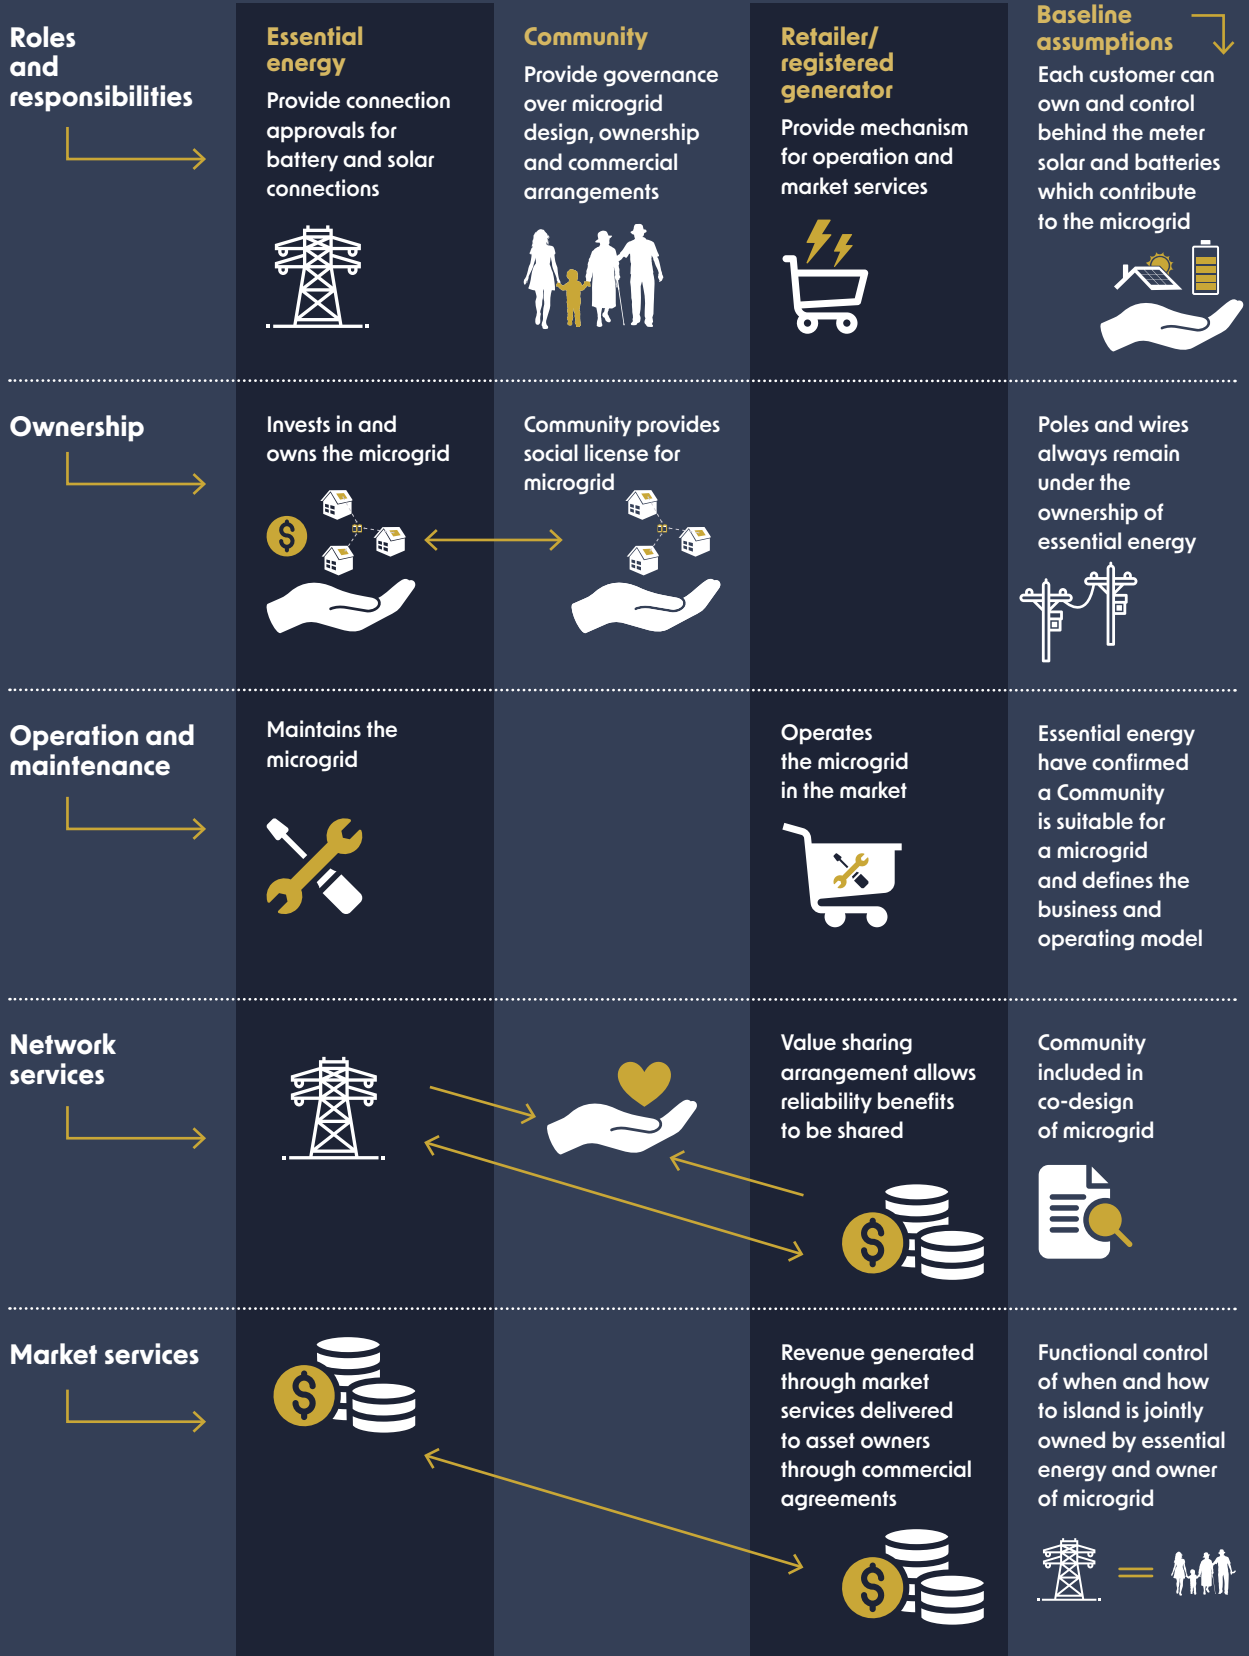 Roles
and
responsibilities
Essential
energy
Provide connection
approvals for
battery and solar
connections
Community
Provide governance
over microgrid
design, ownership
and commercial
arrangements
Retailer/
registered
generator
Provide mechanism
for operation and
market services
Baseline
assumptions
Each customer can
own and control
behind the meter
solar and batteries
which contribute
to the microgrid
Ownership
Invests in and
owns the microgrid
$
Community provides
social license for
microgrid
Poles and wires
always remain
under the
ownership of
essential energy
Operation and
maintenance
Maintains the
microgrid
Operates
the microgrid
in the market
Essential energy
have confirmed
a Community
is suitable for
a microgrid
and defines the
business and
operating model
Network
services
Value sharing
arrangement allows
reliability benefits
to be shared
$
Community
included in
co-design
of microgrid
Market services
$
Revenue generated
through market
services delivered
to asset owners
through commercial
agreements
$
Functional control
of when and how
to island is jointly
owned by essential
energy and owner
of microgrid